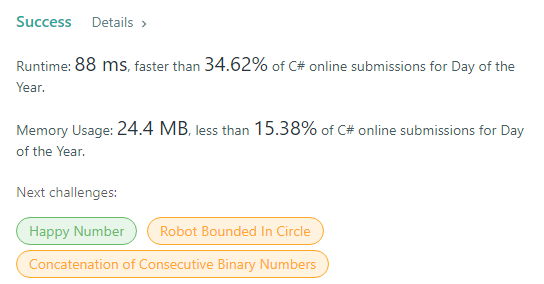 Success Details >
Runtime: 88 ms, faster than 34.62% of C# online submissions for Day of the
Year.
Memory Usage: 24.4 MB, less than 15.38% of C# online submissions for Day
of the Year.
Next challenges:
Happy Number Robot Bounded In Circle
Concatenation of Consecutive Binary Numbers